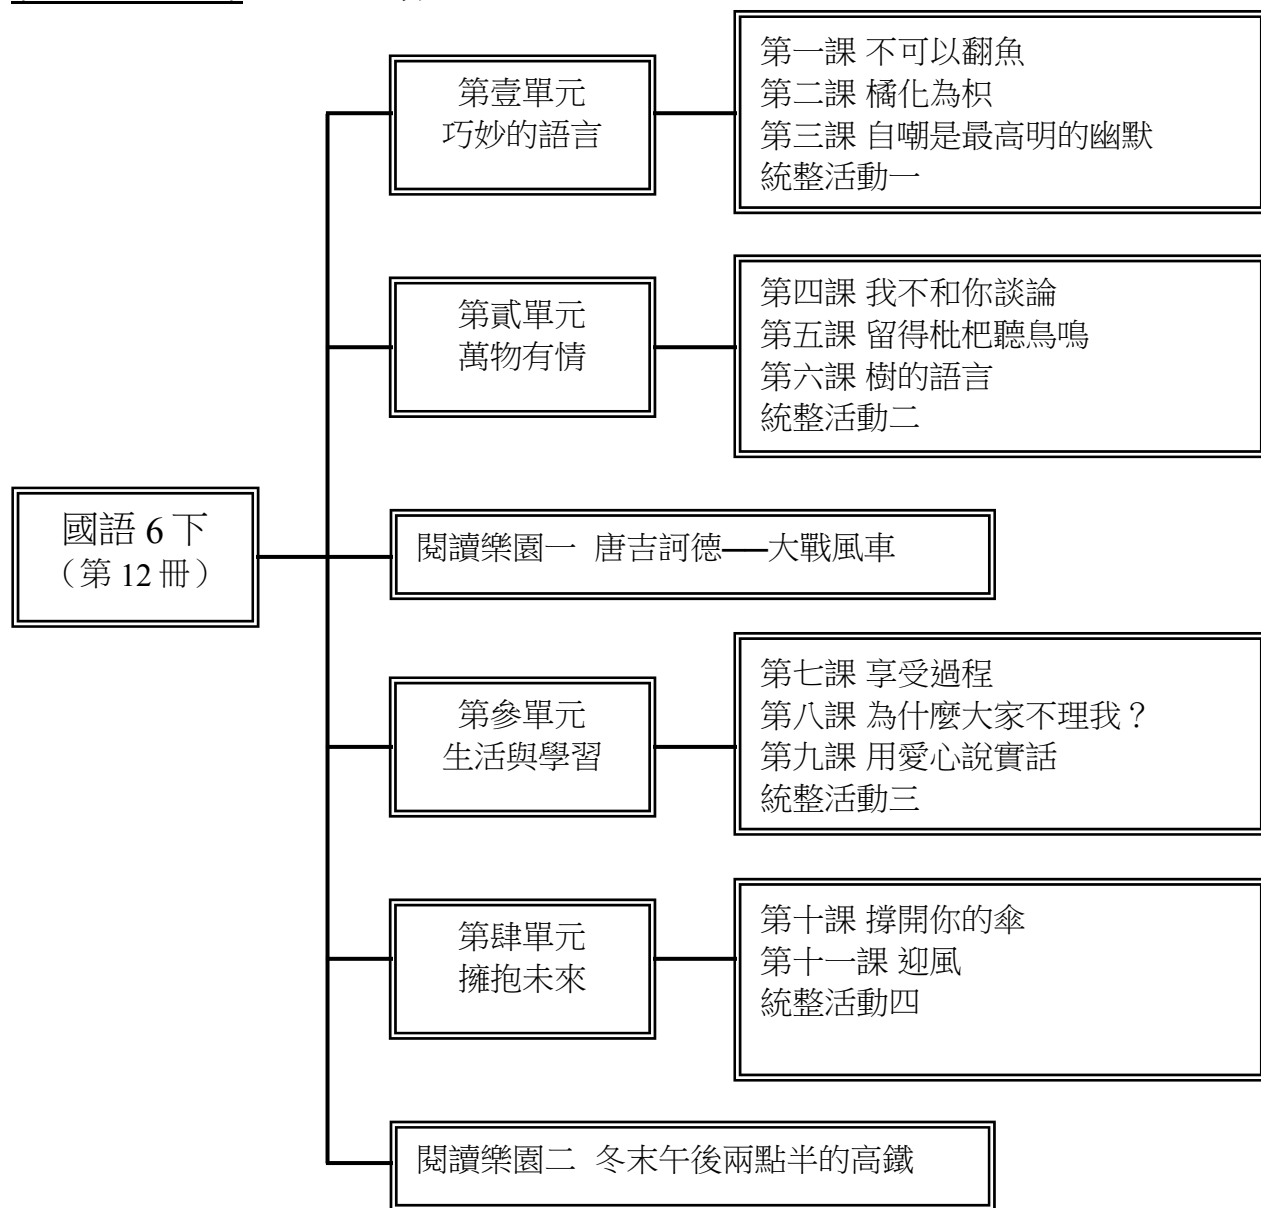 第壹單元
巧妙的語言
第一課 不可以翻魚
第二課 橘化為枳
第三課 自嘲是最高明的幽默
統整活動一
第貳單元
萬物有情
第四課 我不和你談論
第五課 留得枇杷聽鳥鳴
第六課 樹的語言
統整活動二
國語 6 下
（第 12 冊）
閱讀樂園一 唐吉訶德──大戰風車
第參單元
生活與學習
第七課 享受過程
第八課 為什麼大家不理我？
第九課 用愛心說實話
統整活動三
第肆單元
擁抱未來
第十課 撐開你的傘
第十一課 迎風
統整活動四
閱讀樂園二 冬末午後兩點半的高鐵